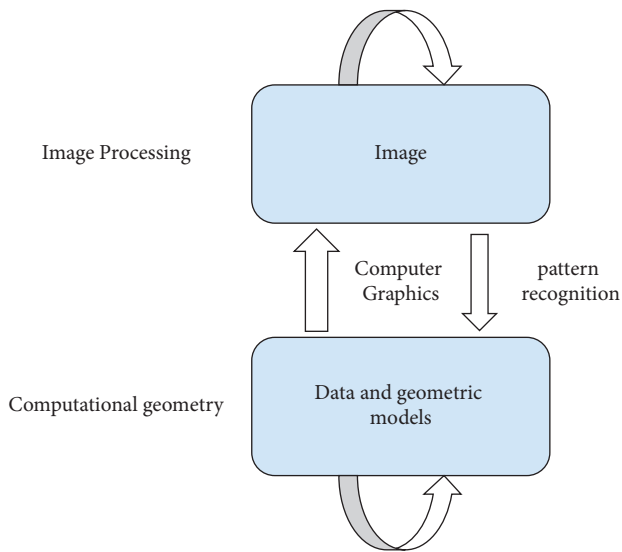 Image Processing
Image
Computer
Graphics
pattern
recognition
Computational geometry
Data and geometric
models